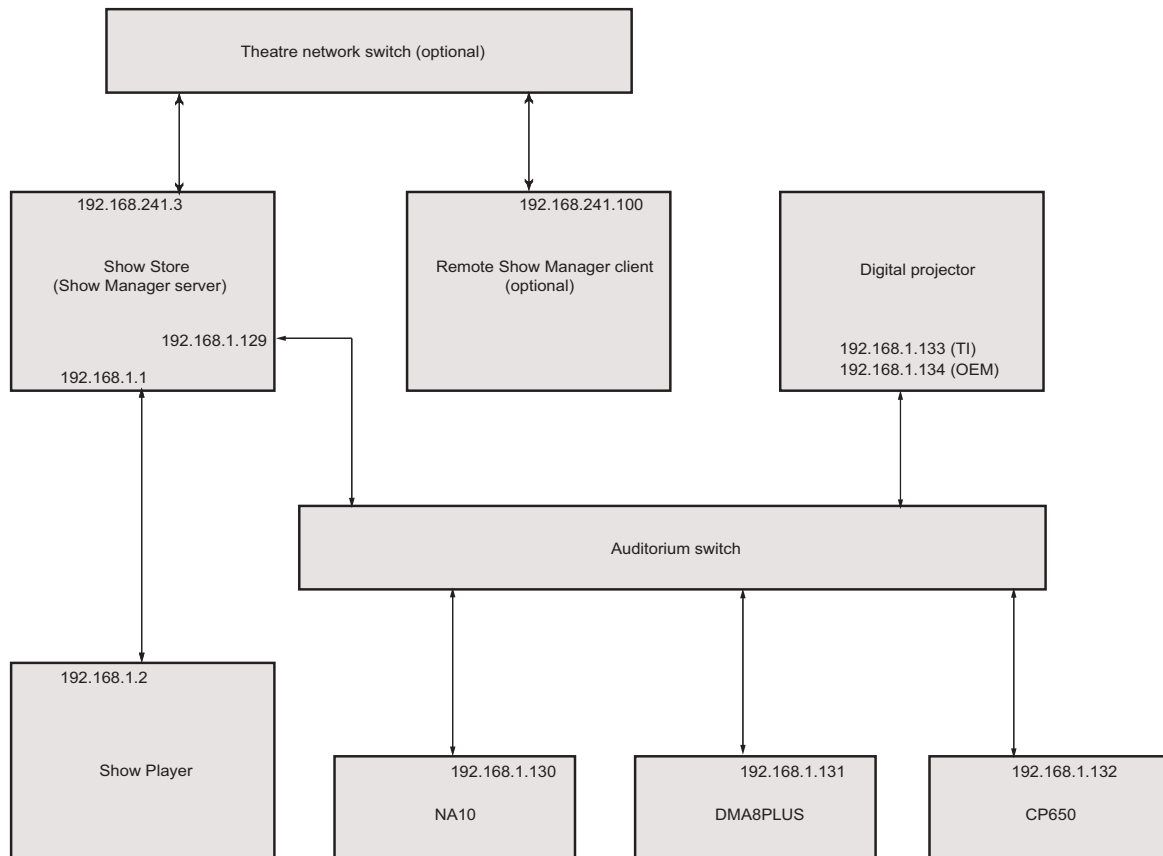 Theatre network switch (optional)
192.168.241.3
Show Store
(Show Manager server)
192.168.1.129
192.168.1.1
192.168.241.100
Remote Show Manager client
(optional)
Digital projector
192.168.1.133 (TI)
192.168.1.134 (OEM)
Auditorium switch
192.168.1.2
Show Player
192.168.1.130
NA10
192.168.1.131
DMA8PLUS
192.168.1.132
CP650